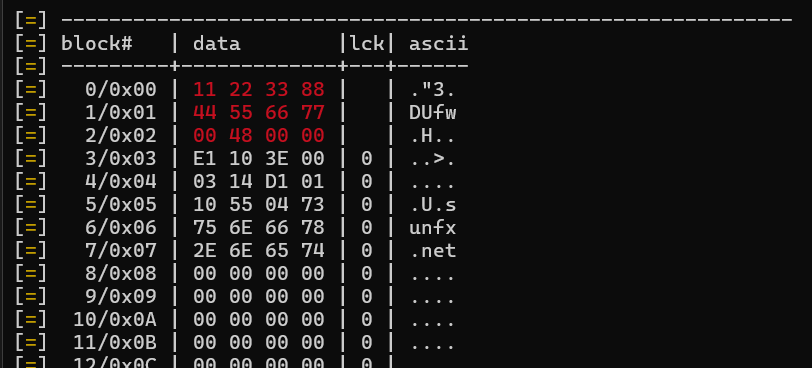 [=] -------------------------------------------------------------
[=] block#   | data        |lck| ascii
[=] ---------+-------------+---+------
[=]   0/0x00 | 11 22 33 88 |   | ."3.
[=]   1/0x01 | 44 55 66 77 |   | DUfw
[=]   2/0x02 | 00 48 00 00 |   | .H..
[=]   3/0x03 | E1 10 3E 00 | 0 | ..>.
[=]   4/0x04 | 03 14 D1 01 | 0 | ....
[=]   5/0x05 | 10 55 04 73 | 0 | .U.s
[=]   6/0x06 | 75 6E 66 78 | 0 | unfx
[=]   7/0x07 | 2E 6E 65 74 | 0 | .net
[=]   8/0x08 | 00 00 00 00 | 0 | ....
[=]   9/0x09 | 00 00 00 00 | 0 | ....
[=]  10/0x0A | 00 00 00 00 | 0 | ....
[=]  11/0x0B | 00 00 00 00 | 0 | ....
[=]  12/0x0C | 00 00 00 00 | 0 |